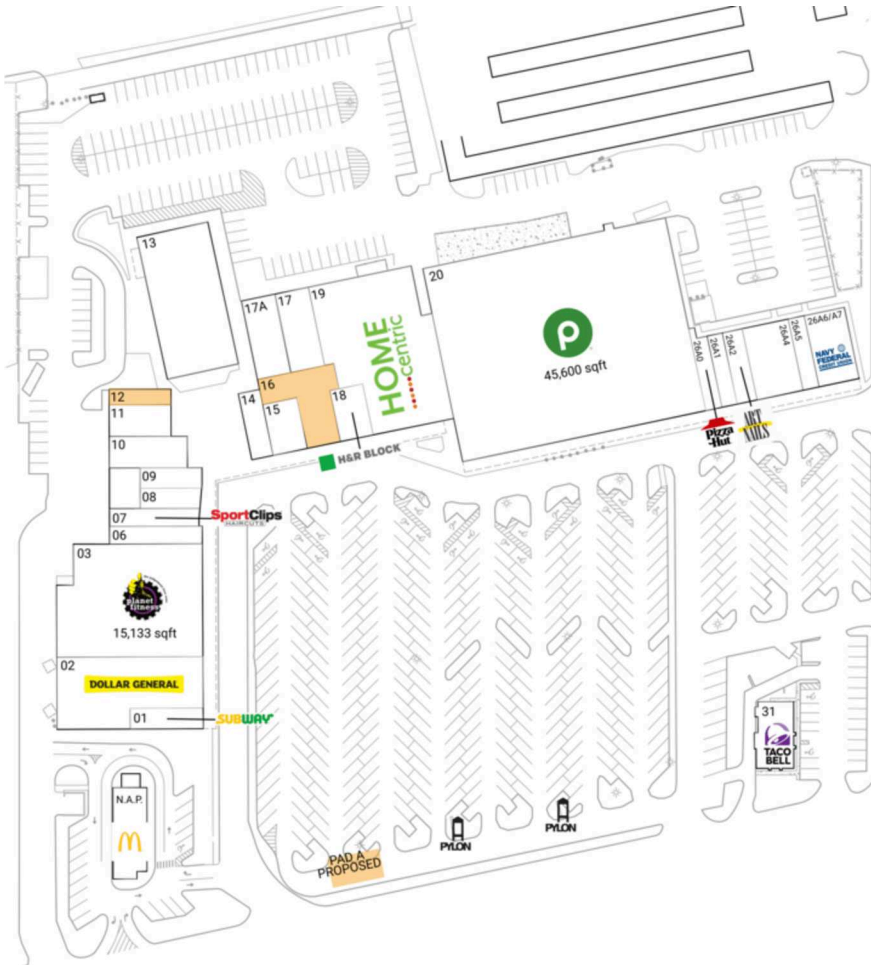 13
20
17A
17
19
HOME
centric
p
45,600 sqft
26A0
26A1
26A2
26A4
26A5
26A6/A7
NAVY
FEDERAL
Credit Union
16
14
15
18
H&R BLOCK
Pizza
Hut
ART
NAILS
12
11
10
09
08
07
SportClips
HAIRCUTS
06
03
planet
fitness
15,133 sqft
02
DOLLAR GENERAL
01
SUBWAY
31
TACO
BELL
N.A.P.
M
PYLON
PYLON
PAD A
PROPOSED